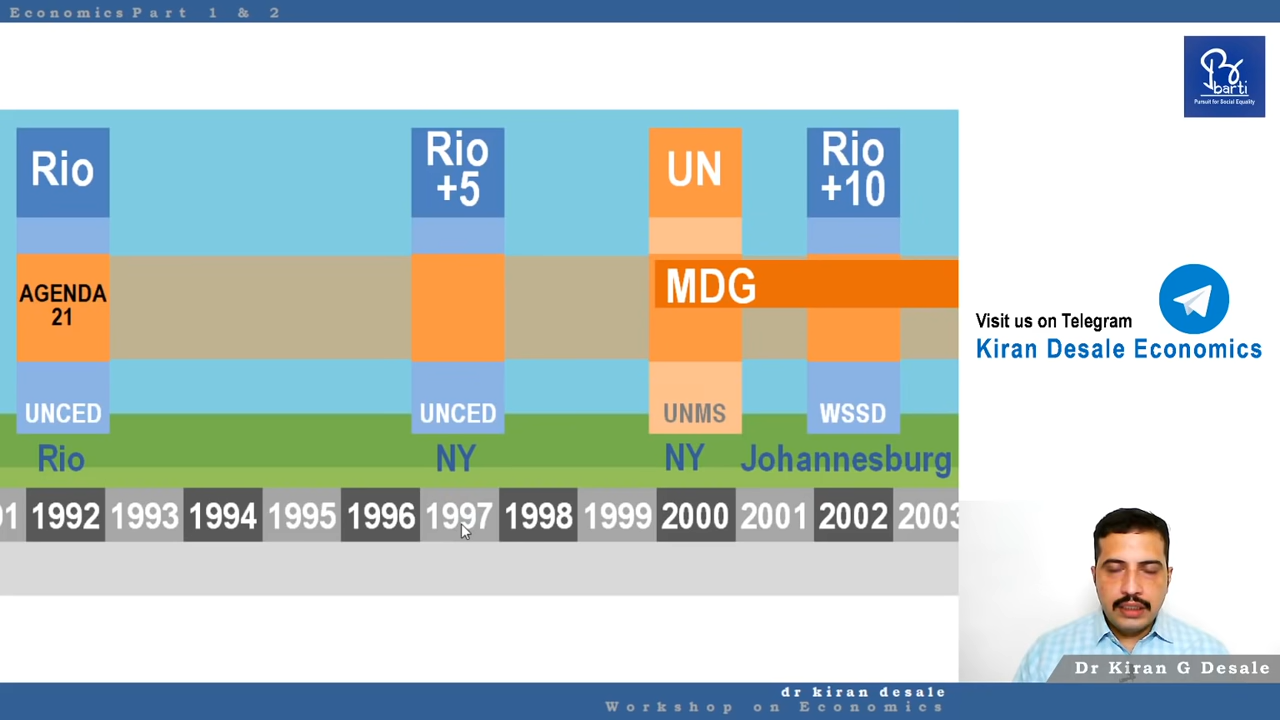 Economics Part 1 & 2
barti
Pursuit for Social Equality
Rio
Rio
+5
UN
Rio
+10
AGENDA
21
MDG
UNCED
UNCED
UNMS
WSSD
Rio
NY
NY
Johannesburg
91 1992 1993 1994 1995 1996 1997 1998 1999 2000 2001 2002 2003
Visit us on Telegram
Kiran Desale Economics
Dr Kiran G Desale
dr kiran desale
Workshop on Economics